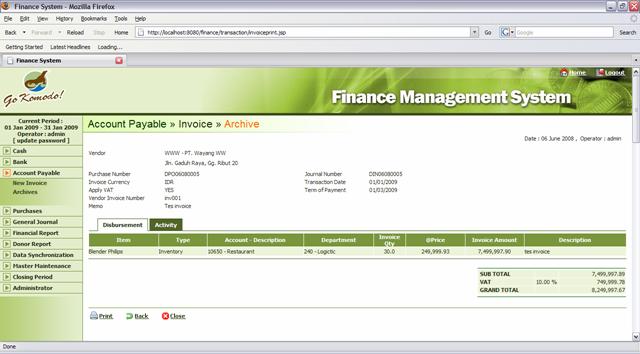 Finance System - Mozilla Firefox
File Edit View History Bookmarks Tools Help
Back Forward Reload Stop Home http://localhost:8080/finance/transaction/invoiceprint.jsp Go Google Search
Getting Started Latest Headlines Loading...
Finance System
Home Logout
Go Komodo!
Finance Management System
Current Period :
01 Jan 2009 - 31 Jan 2009
Operator : admin
[ update password ]
Cash
Bank
Account Payable
New Invoice
Archives
Purchases
General Journal
Financial Report
Donor Report
Data Synchronization
Master Maintenance
Closing Period
Administrator
Account Payable » Invoice » Archive
Date : 06 June 2008 , Operator : admin
Vendor WWW - PT. Wayang WW
Jln. Gaduh Raya, Gg. Ribut 20
Purchase Number DPO06080005 Journal Number DIN06080005
Invoice Currency IDR Transaction Date 01/01/2009
Apply VAT YES Term of Payment 01/03/2009
Vendor Invoice Number inv001
Memo Tes invoice
Disbursement Activity
Item Type Account - Description Department Invoice Qty @Price Invoice Amount Description
Blender Philips Inventory 10650 - Restaurant 240 - Logictic 30.0 249,999.93 7,499,997.90 tes invoice
SUB TOTAL 7,499,997.89
VAT 10.00 % 749,999.78
GRAND TOTAL 8,249,997.67
Print Back Close
Done